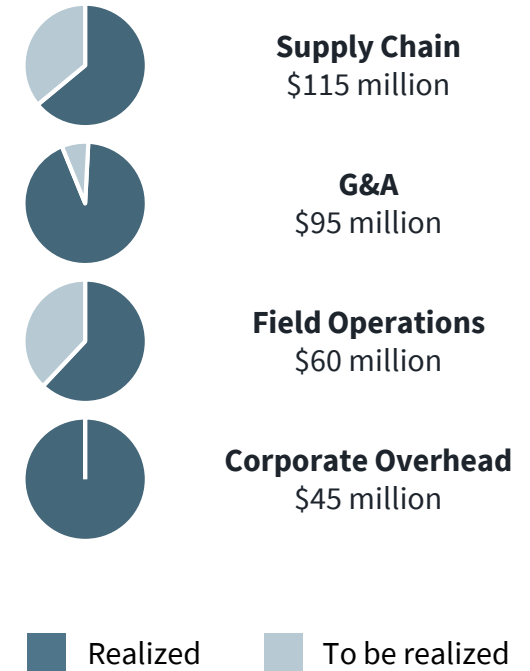 Supply Chain
$115 million
G&A
$95 million
Field Operations
$60 million
Corporate Overhead
$45 million
Realized
To be realized